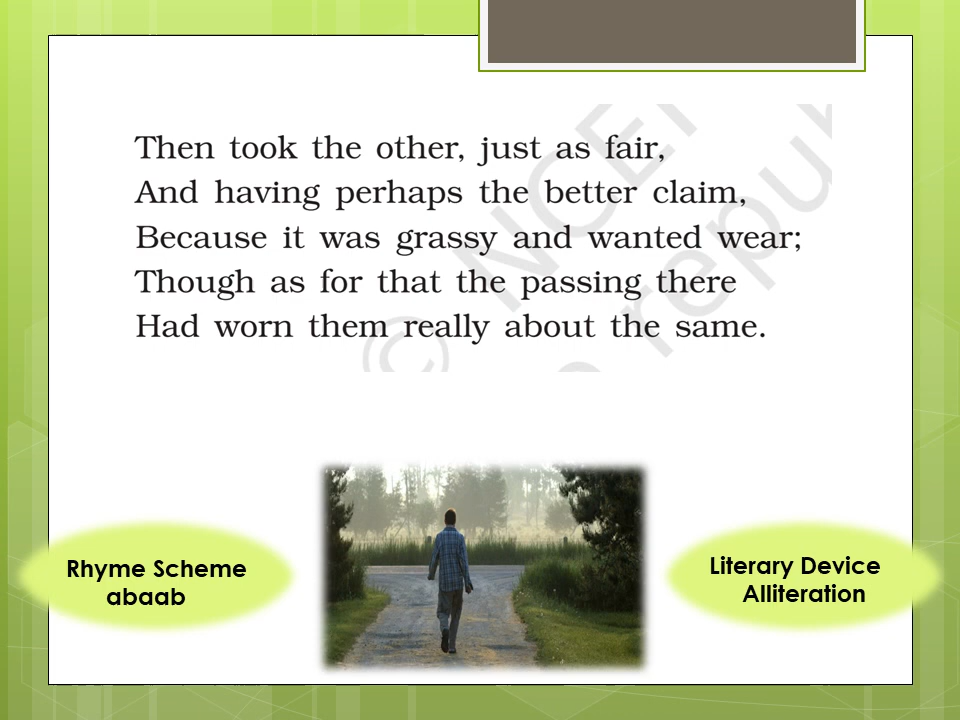 Then took the other, just as fair,
And having perhaps the better claim,
Because it was grassy and wanted wear;
Though as for that the passing there
Had worn them really about the same.
© NCER
repu
Rhyme Scheme
abaab
Literary Device
Alliteration